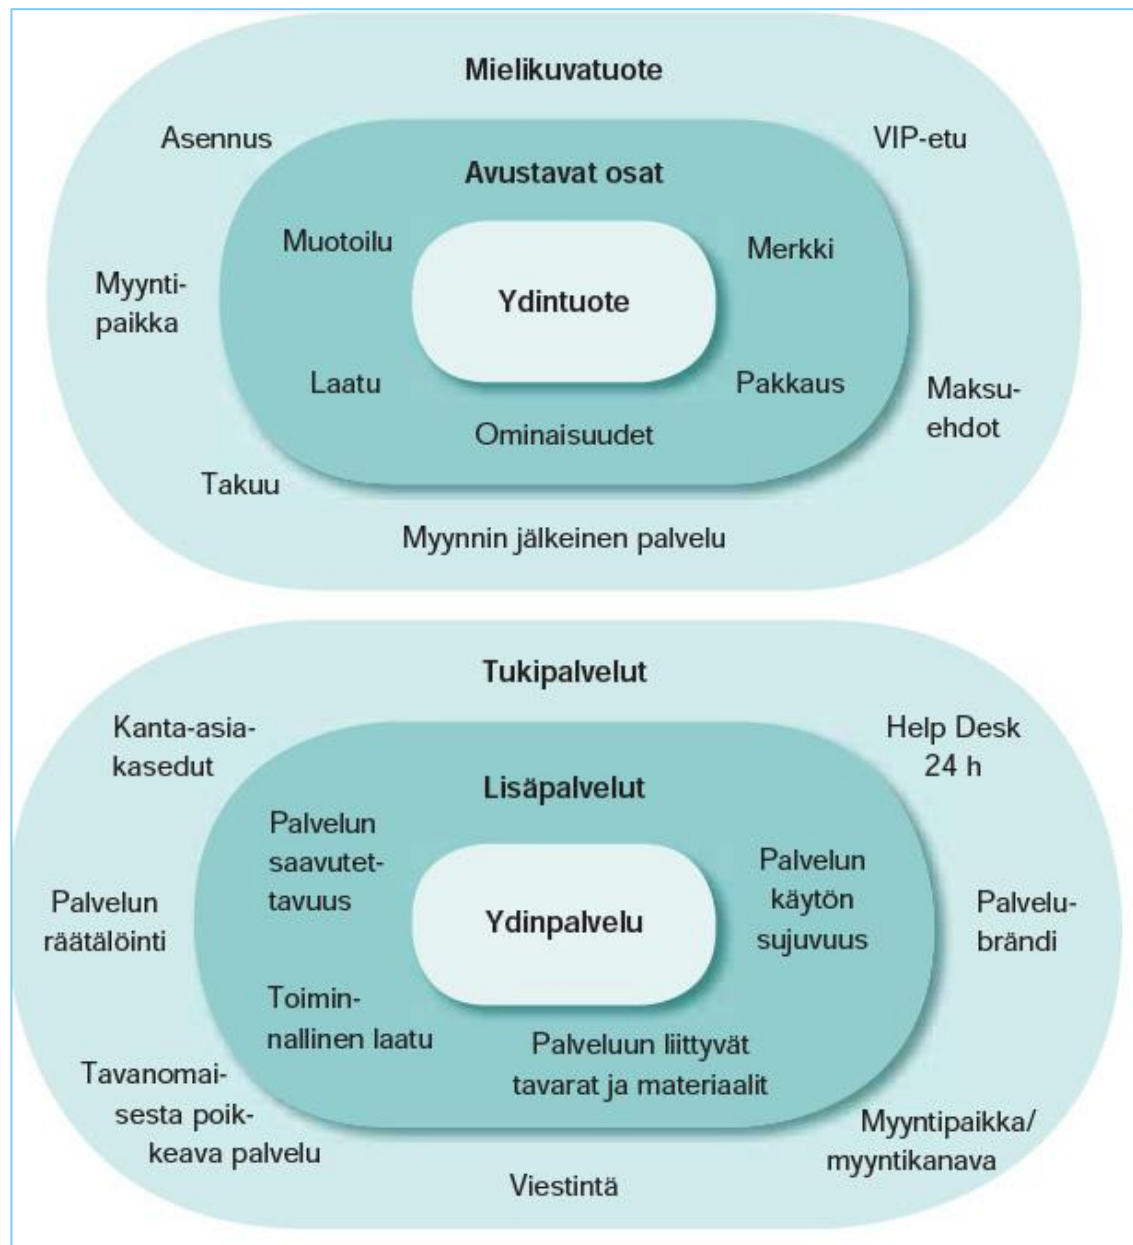 Mielikuvatuote
Asennus
VIP-etu
Avustavat osat
Muotoilu
Merkki
Myynti-
paikka
Ydintuote
Laatu
Pakkaus
Maksu-
ehdot
Ominaisuudet
Takuu
Myynnin jälkeinen palvelu
Tukipalvelut
Kanta-asia-
kasedut
Help Desk
24 h
Lisäpalvelut
Palvelun
saavutet-
tavuus
Palvelun
käytön
sujuvuus
Palvelun
räätälöinti
Ydinpalvelu
Palvelu-
brändi
Toimin-
nallinen laatu
Palveluun liittyvät
tavarat ja materiaalit
Tavanomai-
sesta poik-
keava palvelu
Myyntipaikka/
myyntikanava
Viestintä